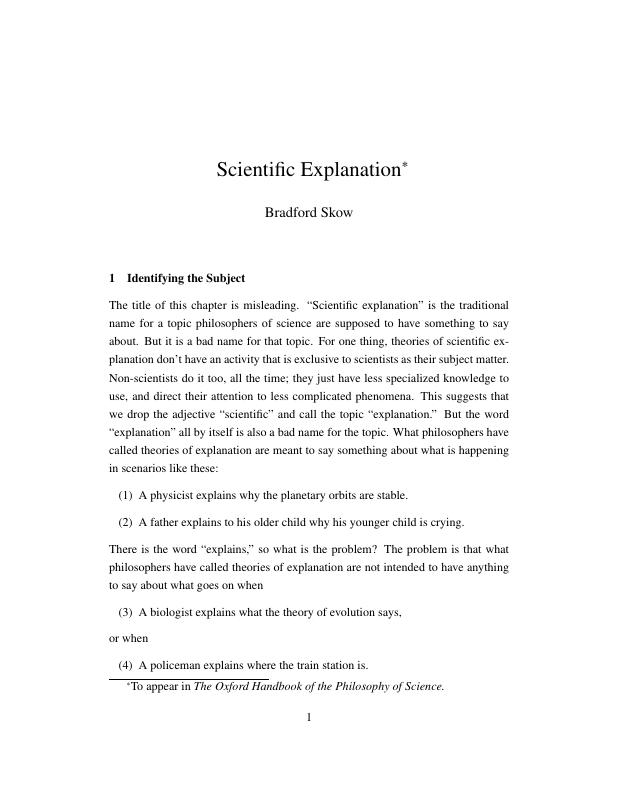 Scientific Explanation*
Bradford Skow
1 Identifying the Subject
The title of this chapter is misleading. “Scientific explanation” is the traditional
name for a topic philosophers of science are supposed to have something to say
about. But it is a bad name for that topic. For one thing, theories of scientific ex-
planation don’t have an activity that is exclusive to scientists as their subject matter.
Non-scientists do it too, all the time; they just have less specialized knowledge to
use, and direct their attention to less complicated phenomena. This suggests that
we drop the adjective “scientific” and call the topic “explanation.” But the word
“explanation” all by itself is also a bad name for the topic. What philosophers have
called theories of explanation are meant to say something about what is happening
in scenarios like these:
(1) A physicist explains why the planetary orbits are stable.
(2) A father explains to his older child why his younger child is crying.
There is the word “explains,” so what is the problem? The problem is that what
philosophers have called theories of explanation are not intended to have anything
to say about what goes on when
(3) A biologist explains what the theory of evolution says,
or when
(4) A policeman explains where the train station is.
*To appear in The Oxford Handbook of the Philosophy of Science.
1